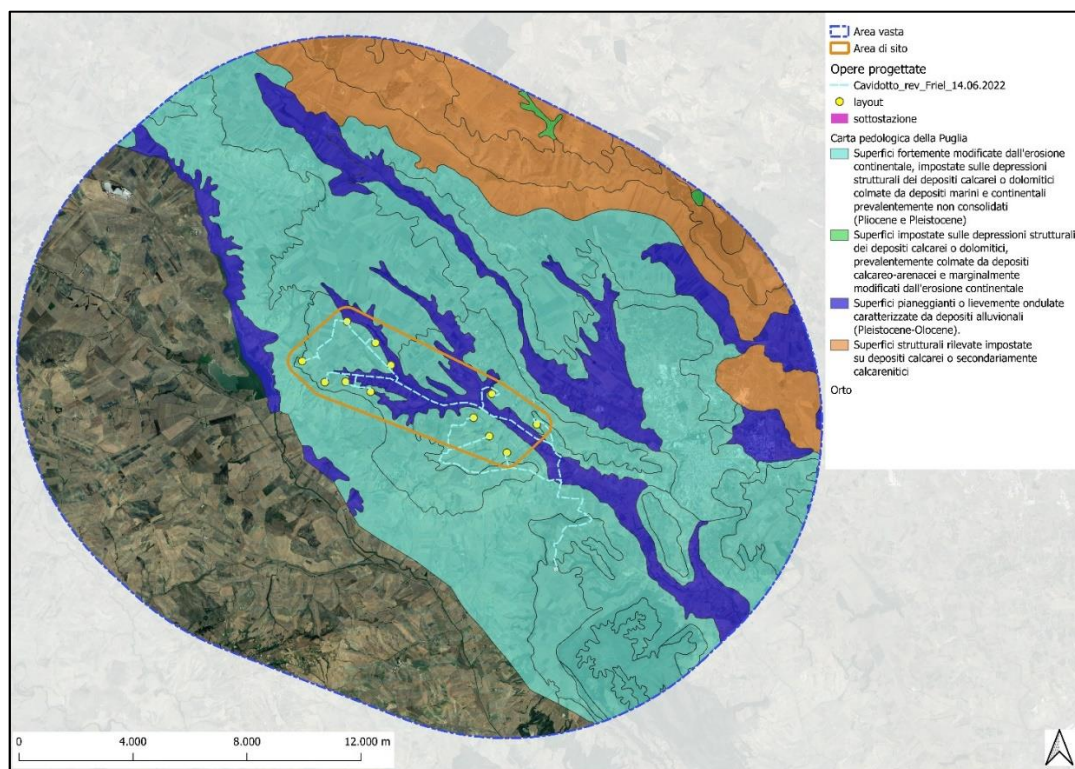 Area vasta
Area di sito
Opere progettate
Cavidotto_rev_Friel_14.06.2022
layout
sottostazione
Carta pedologica della Puglia
Superfici fortemente modificate dall'erosione
continentale, impostate sulle depressioni
strutturali dei depositi calcarei o dolomitici
colmate da depositi marini e continentali
prevalentemente non consolidati
(Pliocene e Pleistocene)
Superfici impostate sulle depressioni strutturali
dei depositi calcarei o dolomitici,
prevalentemente colmate da depositi
calcareo-arenacei e marginalmente
modificati dall'erosione continentale
Superfici pianeggianti o lievemente ondulate
caratterizzate da depositi alluvionali
(Pleistocene-Olocene).
Superfici strutturali rilevate impostate
su depositi calcarei o secondariamente
calcarenitici
Orto
0 4.000 8.000 12.000 m